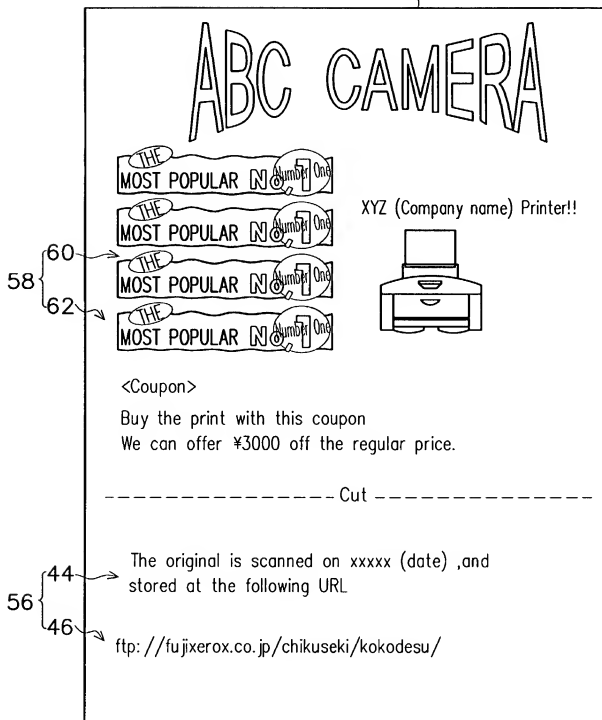 ABC CAMERA
THE
MOST POPULAR No.1 Number One
THE
MOST POPULAR No.1 Number One
THE
MOST POPULAR No.1 Number One
THE
MOST POPULAR No.1 Number One
XYZ (Company name) Printer!!
58
60
62
<Coupon>
Buy the print with this coupon
We can offer ¥3000 off the regular price.
Cut
56
44
The original is scanned on xxxxx (date) ,and
stored at the following URL
46
ftp://fujixerox.co.jp/chikuseki/kokodesu/